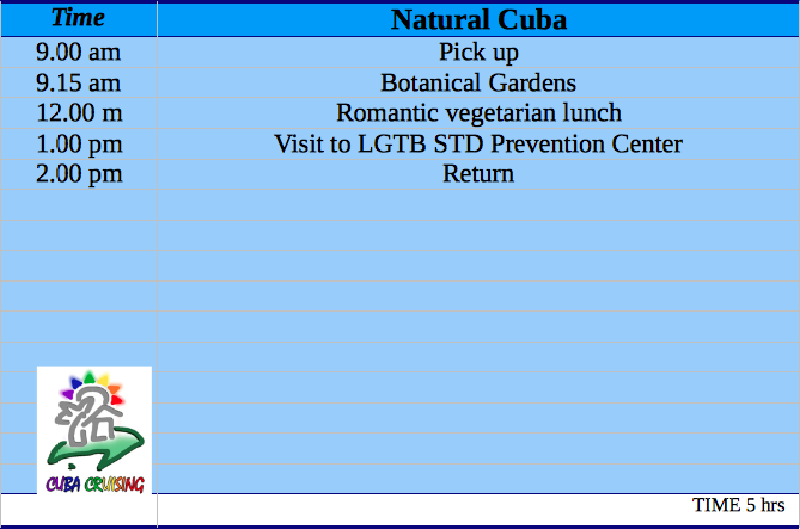 Time Natural Cuba
9.00 am Pick up
9.15 am Botanical Gardens
12.00 m Romantic vegetarian lunch
1.00 pm Visit to LGTB STD Prevention Center
2.00 pm Return
CUBA CRUISING
TIME 5 hrs